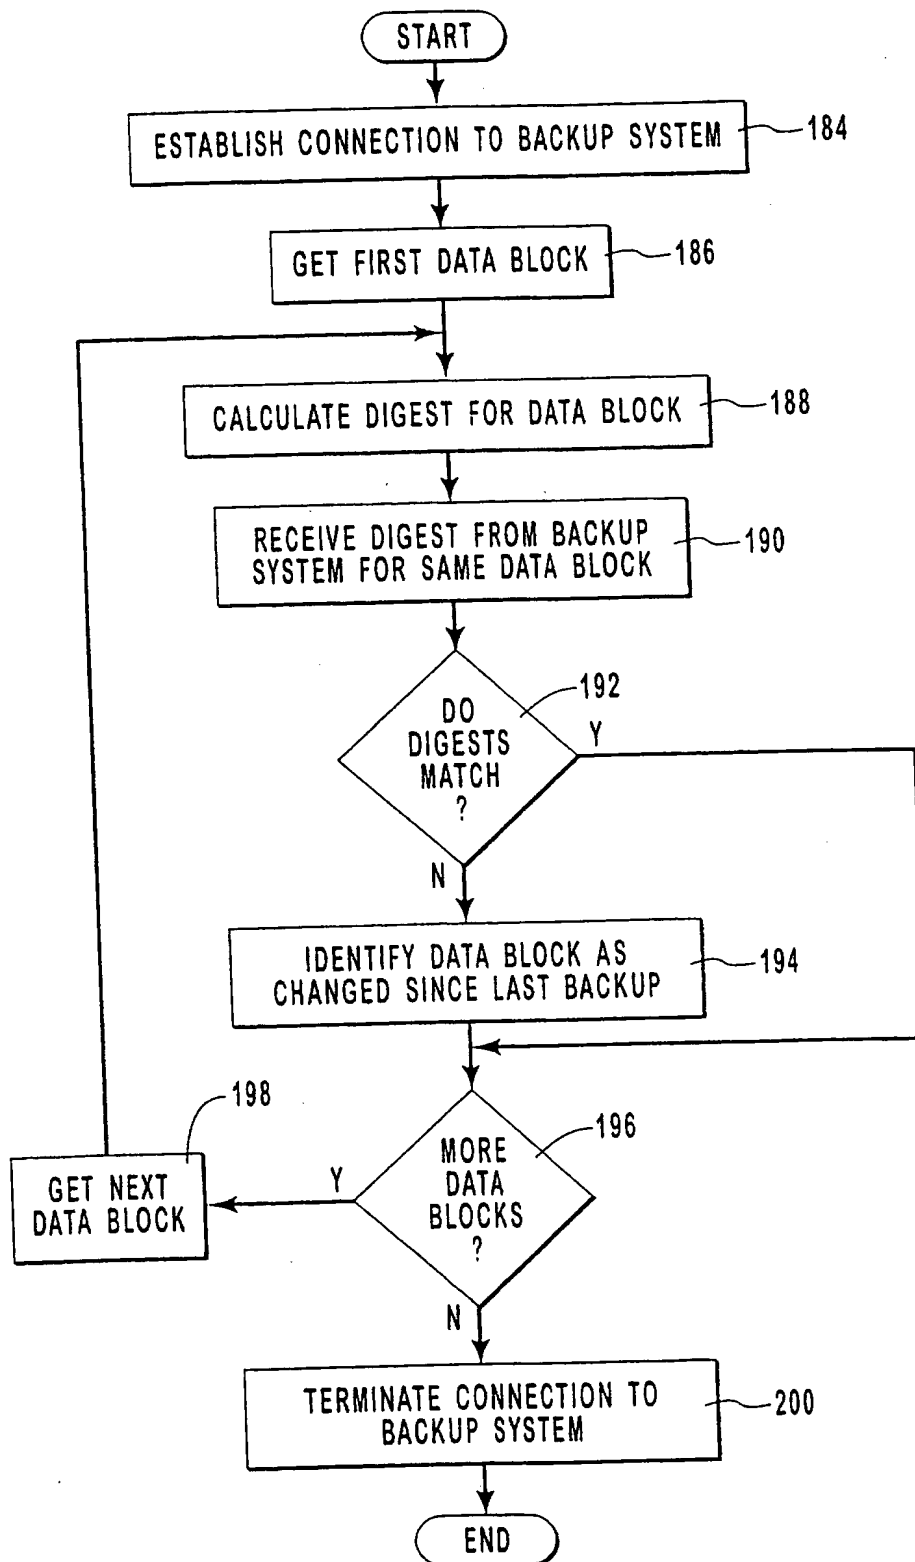 START
ESTABLISH CONNECTION TO BACKUP SYSTEM
184
GET FIRST DATA BLOCK
186
CALCULATE DIGEST FOR DATA BLOCK
188
RECEIVE DIGEST FROM BACKUP
SYSTEM FOR SAME DATA BLOCK
190
192
DO
DIGESTS
MATCH
?
Y
N
IDENTIFY DATA BLOCK AS
CHANGED SINCE LAST BACKUP
194
198
196
MORE
DATA
BLOCKS
?
Y
GET NEXT
DATA BLOCK
N
TERMINATE CONNECTION TO
BACKUP SYSTEM
200
END